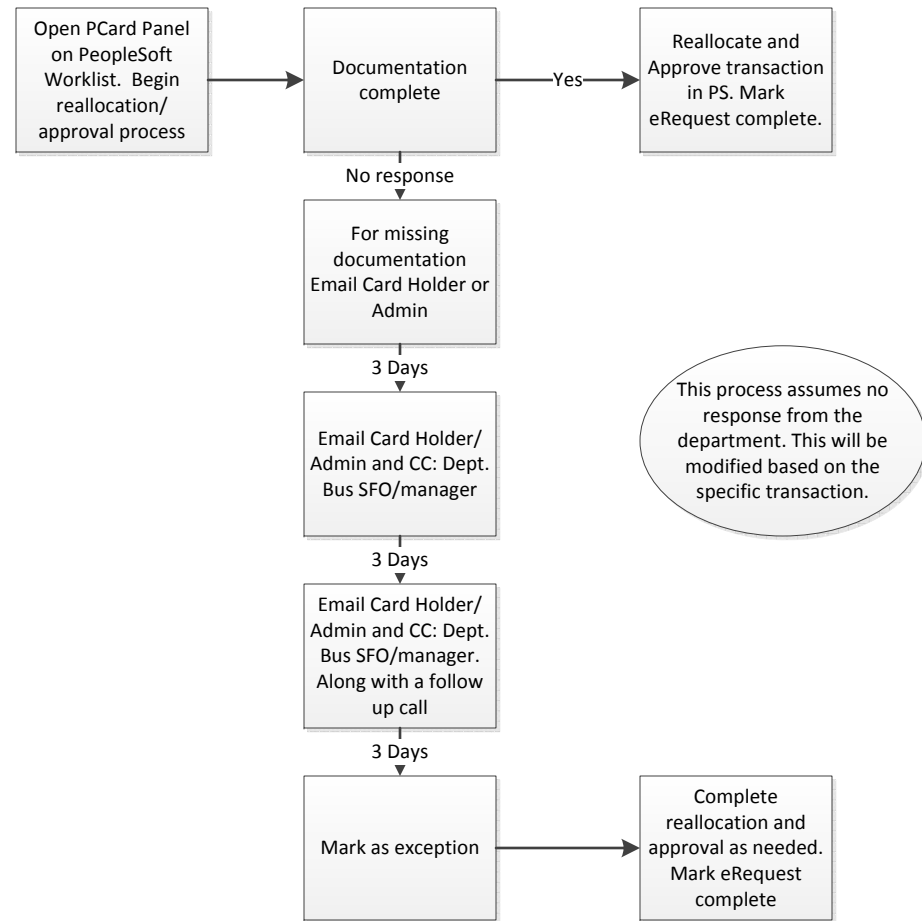 Open PCard Panel
on PeopleSoft
Worklist.  Begin
reallocation/
approval process
Documentation
complete
Yes
Reallocate and
Approve transaction
in PS. Mark
eRequest complete.
No response
For missing
documentation
Email Card Holder or
Admin
3 Days
Email Card Holder/
Admin and CC: Dept.
Bus SFO/manager
This process assumes no
response from the
department. This will be
modified based on the
specific transaction.
3 Days
Email Card Holder/
Admin and CC: Dept.
Bus SFO/manager.
Along with a follow
up call
3 Days
Mark as exception
Complete
reallocation and
approval as needed.
Mark eRequest
complete